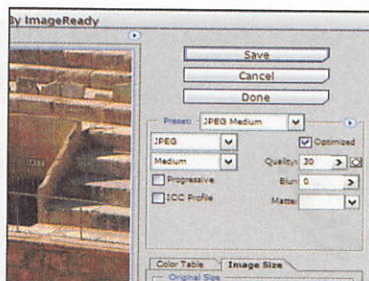 By ImageReady
Save
Cancel
Done
Preset: JPEG Medium
JPEG
Optimized
Medium
Quality: 30
Progressive
Blur: 0
ICC Profile
Matte:
Color Table
Image Size
Original Size